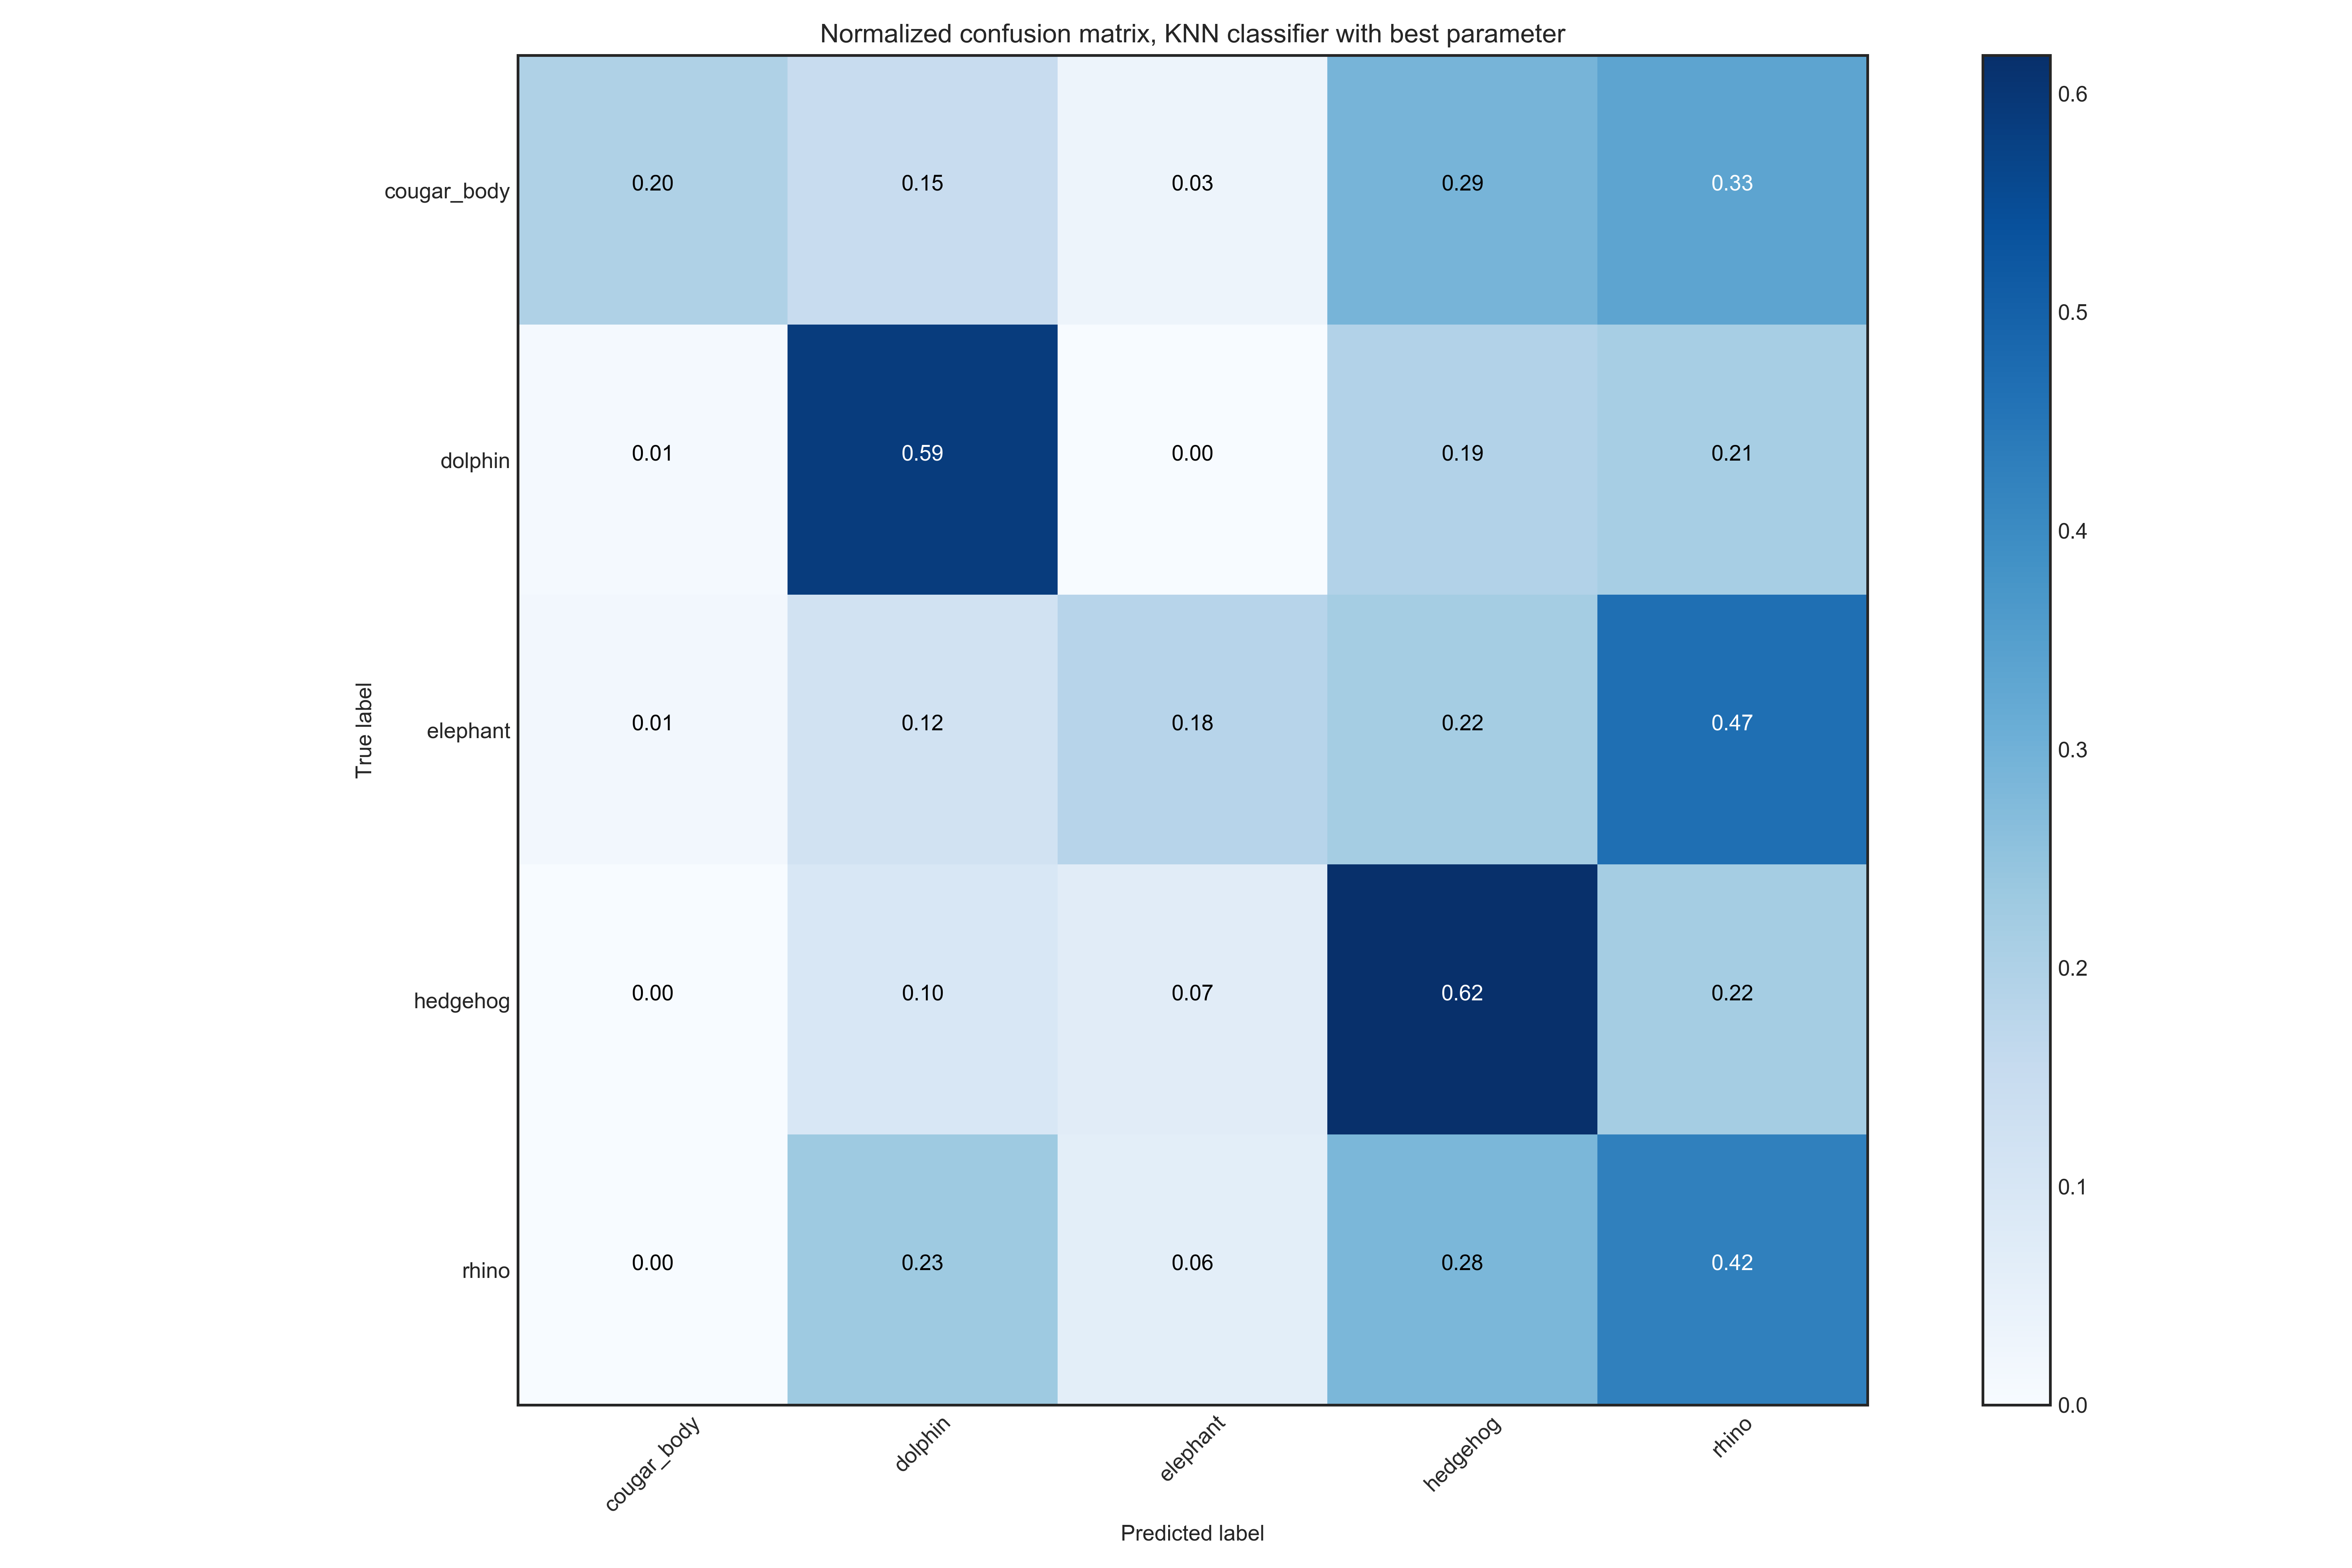 Normalized confusion matrix, KNN classifier with best parameter
True label
cougar_body 0.20 0.15 0.03 0.29 0.33
dolphin 0.01 0.59 0.00 0.19 0.21
elephant 0.01 0.12 0.18 0.22 0.47
hedgehog 0.00 0.10 0.07 0.62 0.22
rhino 0.00 0.23 0.06 0.28 0.42
cougar_body dolphin elephant hedgehog rhino
Predicted label
0.6
0.5
0.4
0.3
0.2
0.1
0.0